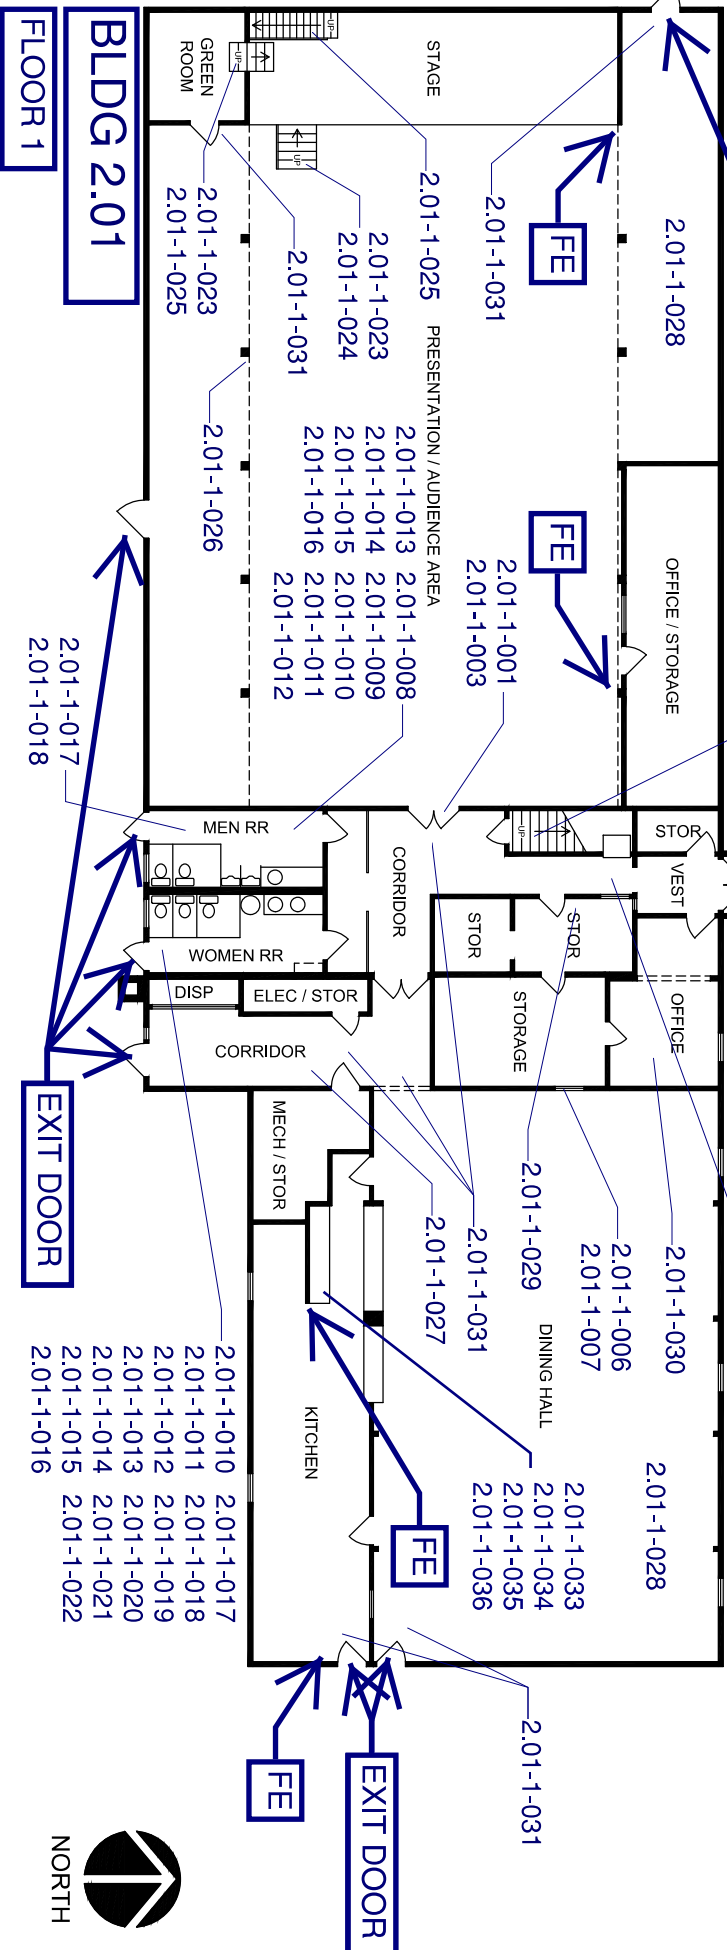 BLDG 2.01
FLOOR 1
GREEN
ROOM
UP
UP
STAGE
UP
2.01-1-023
2.01-1-025
2.01-1-031
2.01-1-023
2.01-1-024
2.01-1-025
2.01-1-031
FE
2.01-1-028
2.01-1-026
PRESENTATION / AUDIENCE AREA
2.01-1-013
2.01-1-014
2.01-1-015
2.01-1-016
2.01-1-008
2.01-1-009
2.01-1-010
2.01-1-011
2.01-1-012
2.01-1-001
2.01-1-003
FE
OFFICE / STORAGE
2.01-1-017
2.01-1-018
MEN RR
WOMEN RR
CORRIDOR
UP
STOR
VEST
STOR
STOR
DISP
ELEC / STOR
STORAGE
OFFICE
CORRIDOR
EXIT DOOR
MECH / STOR
2.01-1-027
2.01-1-031
2.01-1-029
2.01-1-006
2.01-1-007
2.01-1-030
DINING HALL
KITCHEN
2.01-1-010
2.01-1-011
2.01-1-012
2.01-1-013
2.01-1-014
2.01-1-015
2.01-1-016
2.01-1-017
2.01-1-018
2.01-1-019
2.01-1-020
2.01-1-021
2.01-1-022
2.01-1-028
2.01-1-033
2.01-1-034
2.01-1-035
2.01-1-036
FE
FE
EXIT DOOR
2.01-1-031
NORTH